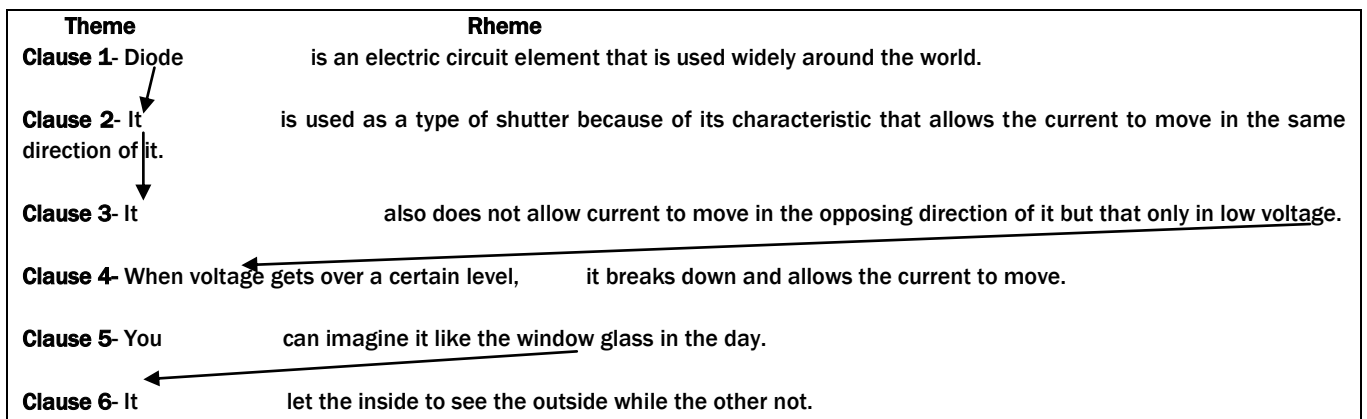 Theme Rheme
Clause 1- Diode is an electric circuit element that is used widely around the world.
Clause 2- It is used as a type of shutter because of its characteristic that allows the current to move in the same
direction of it.
Clause 3- It also does not allow current to move in the opposing direction of it but that only in low voltage.
Clause 4- When voltage gets over a certain level, it breaks down and allows the current to move.
Clause 5- You can imagine it like the window glass in the day.
Clause 6- It let the inside to see the outside while the other not.